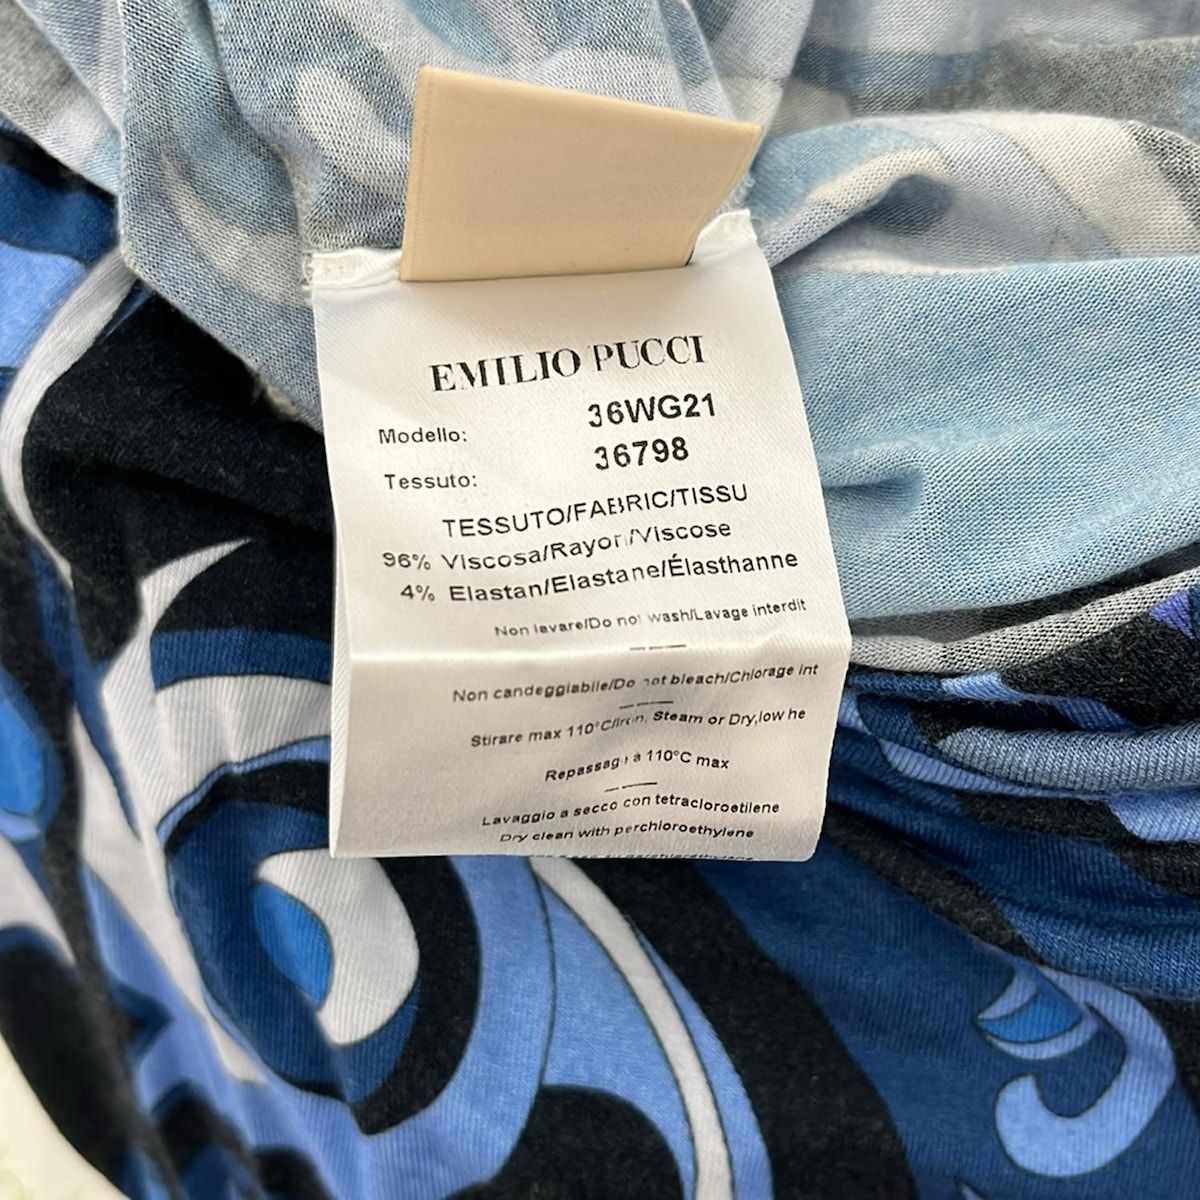 EMILIO PUCCI
Modello: 36WG21
Tessuto: 36798
TESSUTO/FABRIC/TISSU
96% Viscosa/Rayon/Viscose
4% Elastan/Elastane/Élasthanne
Non lavare/Do not wash/Lavage interdit
Non candeggiabile/Do not bleach/Chlorage int
Stirare max 110°C/Iron, Steam or Dry,low he
Repassag à 110°C max
Lavaggio a secco con tetracloroetilene
Dry clean with perchloroethylene